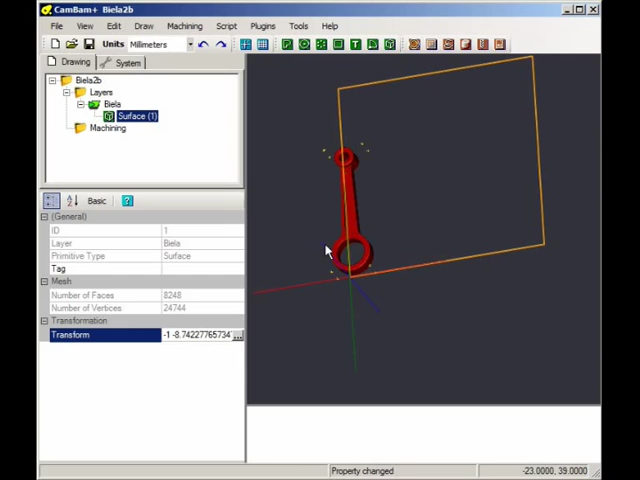 CamBam+ Biela2b
File View Edit Draw Machining Script Plugins Tools Help
Units Millimeters
Drawing System
Biela2b
Layers
Biela
Surface (1)
Machining
Basic
(General)
ID 1
Layer Biela
Primitive Type Surface
Tag
Mesh
Number of Faces 8248
Number of Vertices 24744
Transformation
Transform -1 -8.74227765734 ...
Property changed -23.0000, 39.0000